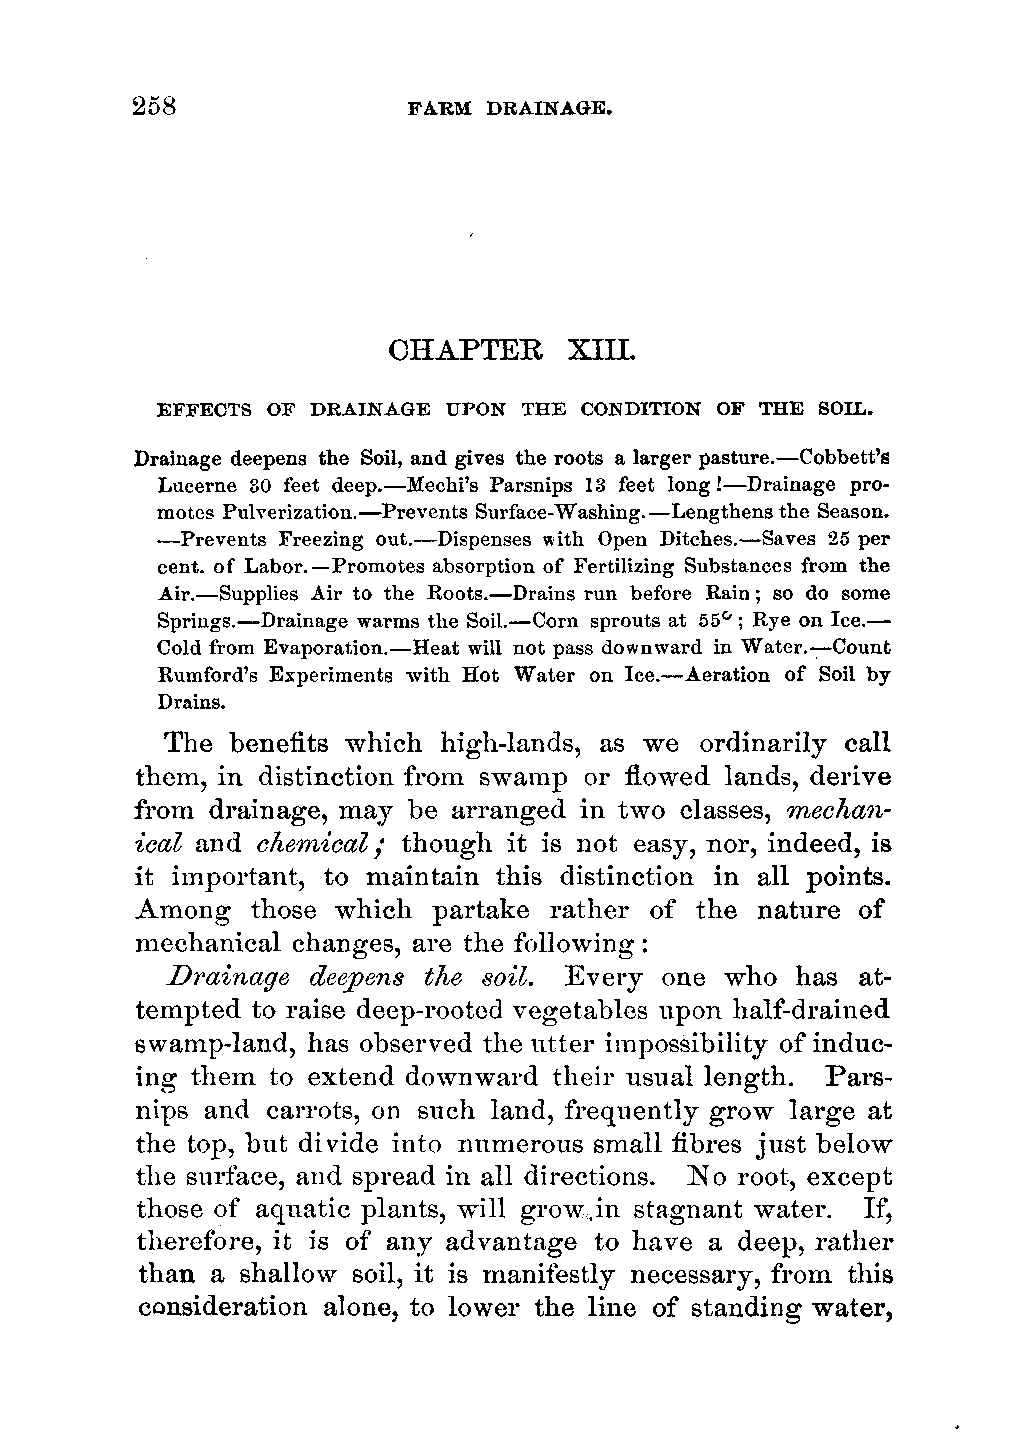 258 FARM DRAINAGE.
CHAPTER XIII.
EFFECTS OF DRAINAGE UPON THE CONDITION OF THE SOIL.
Drainage deepens the Soil, and gives the roots a larger pasture.—Cobbett's
Lucerne 30 feet deep.—Mechi's Parsnips 13 feet long!—Drainage pro-
motes Pulverization.—Prevents Surface-Washing.—Lengthens the Season.
—Prevents Freezing out.—Dispenses with Open Ditches.—Saves 25 per
cent. of Labor.—Promotes absorption of Fertilizing Substances from the
Air.—Supplies Air to the Roots.—Drains run before Rain; so do some
Springs.—Drainage warms the Soil.—Corn sprouts at 55°; Rye on Ice.—
Cold from Evaporation.—Heat will not pass downward in Water.—Count
Rumford's Experiments with Hot Water on Ice.—Aeration of Soil by
Drains.
The benefits which high-lands, as we ordinarily call
them, in distinction from swamp or flowed lands, derive
from drainage, may be arranged in two classes, mechan-
ical and chemical; though it is not easy, nor, indeed, is
it important, to maintain this distinction in all points.
Among those which partake rather of the nature of
mechanical changes, are the following:
Drainage deepens the soil. Every one who has at-
tempted to raise deep-rooted vegetables upon half-drained
swamp-land, has observed the utter impossibility of induc-
ing them to extend downward their usual length. Pars-
nips and carrots, on such land, frequently grow large at
the top, but divide into numerous small fibres just below
the surface, and spread in all directions. No root, except
those of aquatic plants, will grow in stagnant water. If,
therefore, it is of any advantage to have a deep, rather
than a shallow soil, it is manifestly necessary, from this
consideration alone, to lower the line of standing water,